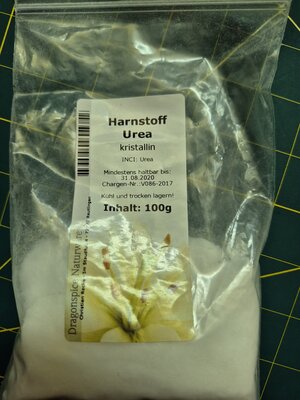 Harnstoff
Urea
kristallin
INCI: Urea
Mindestens haltbar bis:
31.08.2020
Chargen-Nr.:V086-2017
Kühl und trocken lagern!
Inhalt: 100g
Dragonspice Naturwaren